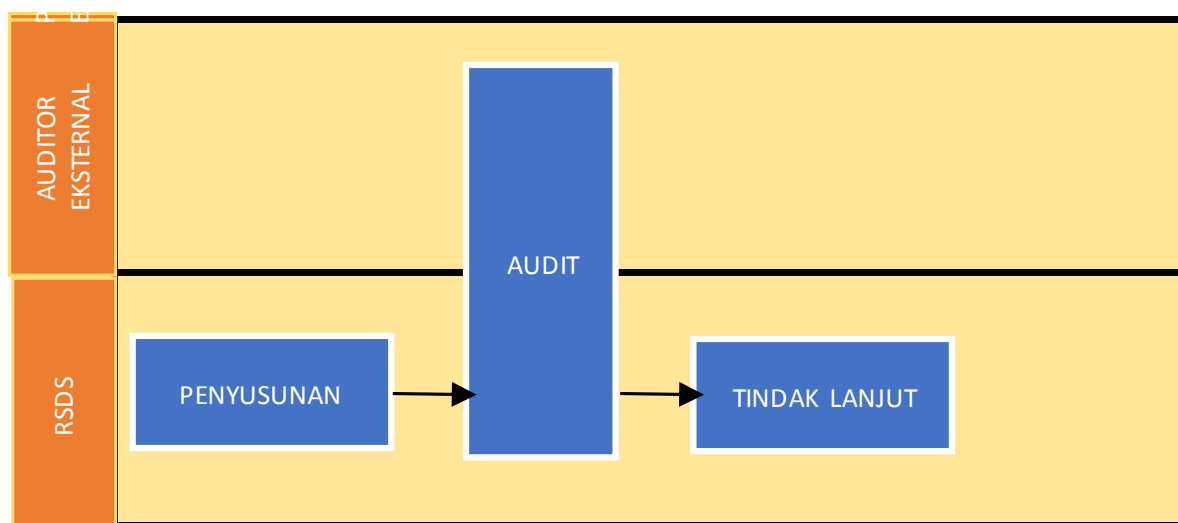 AUDITOR
EKSTERNAL
AUDIT
RSDS
PENYUSUNAN
TINDAK LANJUT